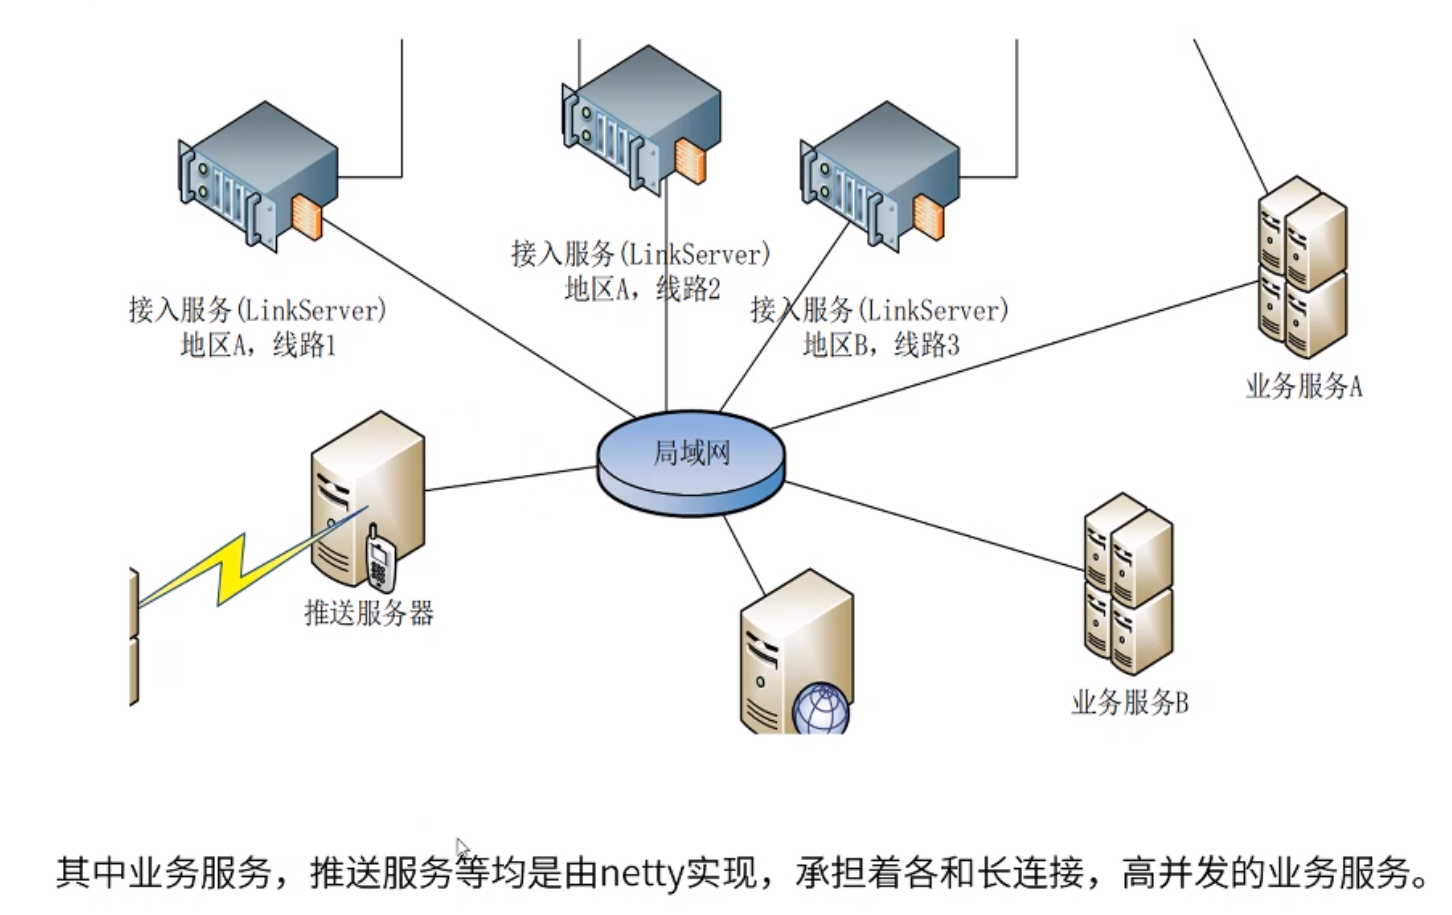 接入服务(LinkServer)
地区A，线路2
接入服务(LinkServer)
地区A，线路1
接入服务(LinkServer)
地区B，线路3
业务服务A
局域网
推送服务器
业务服务B
其中业务服务，推送服务等均是由netty实现，承担着各和长连接，高并发的业务服务。